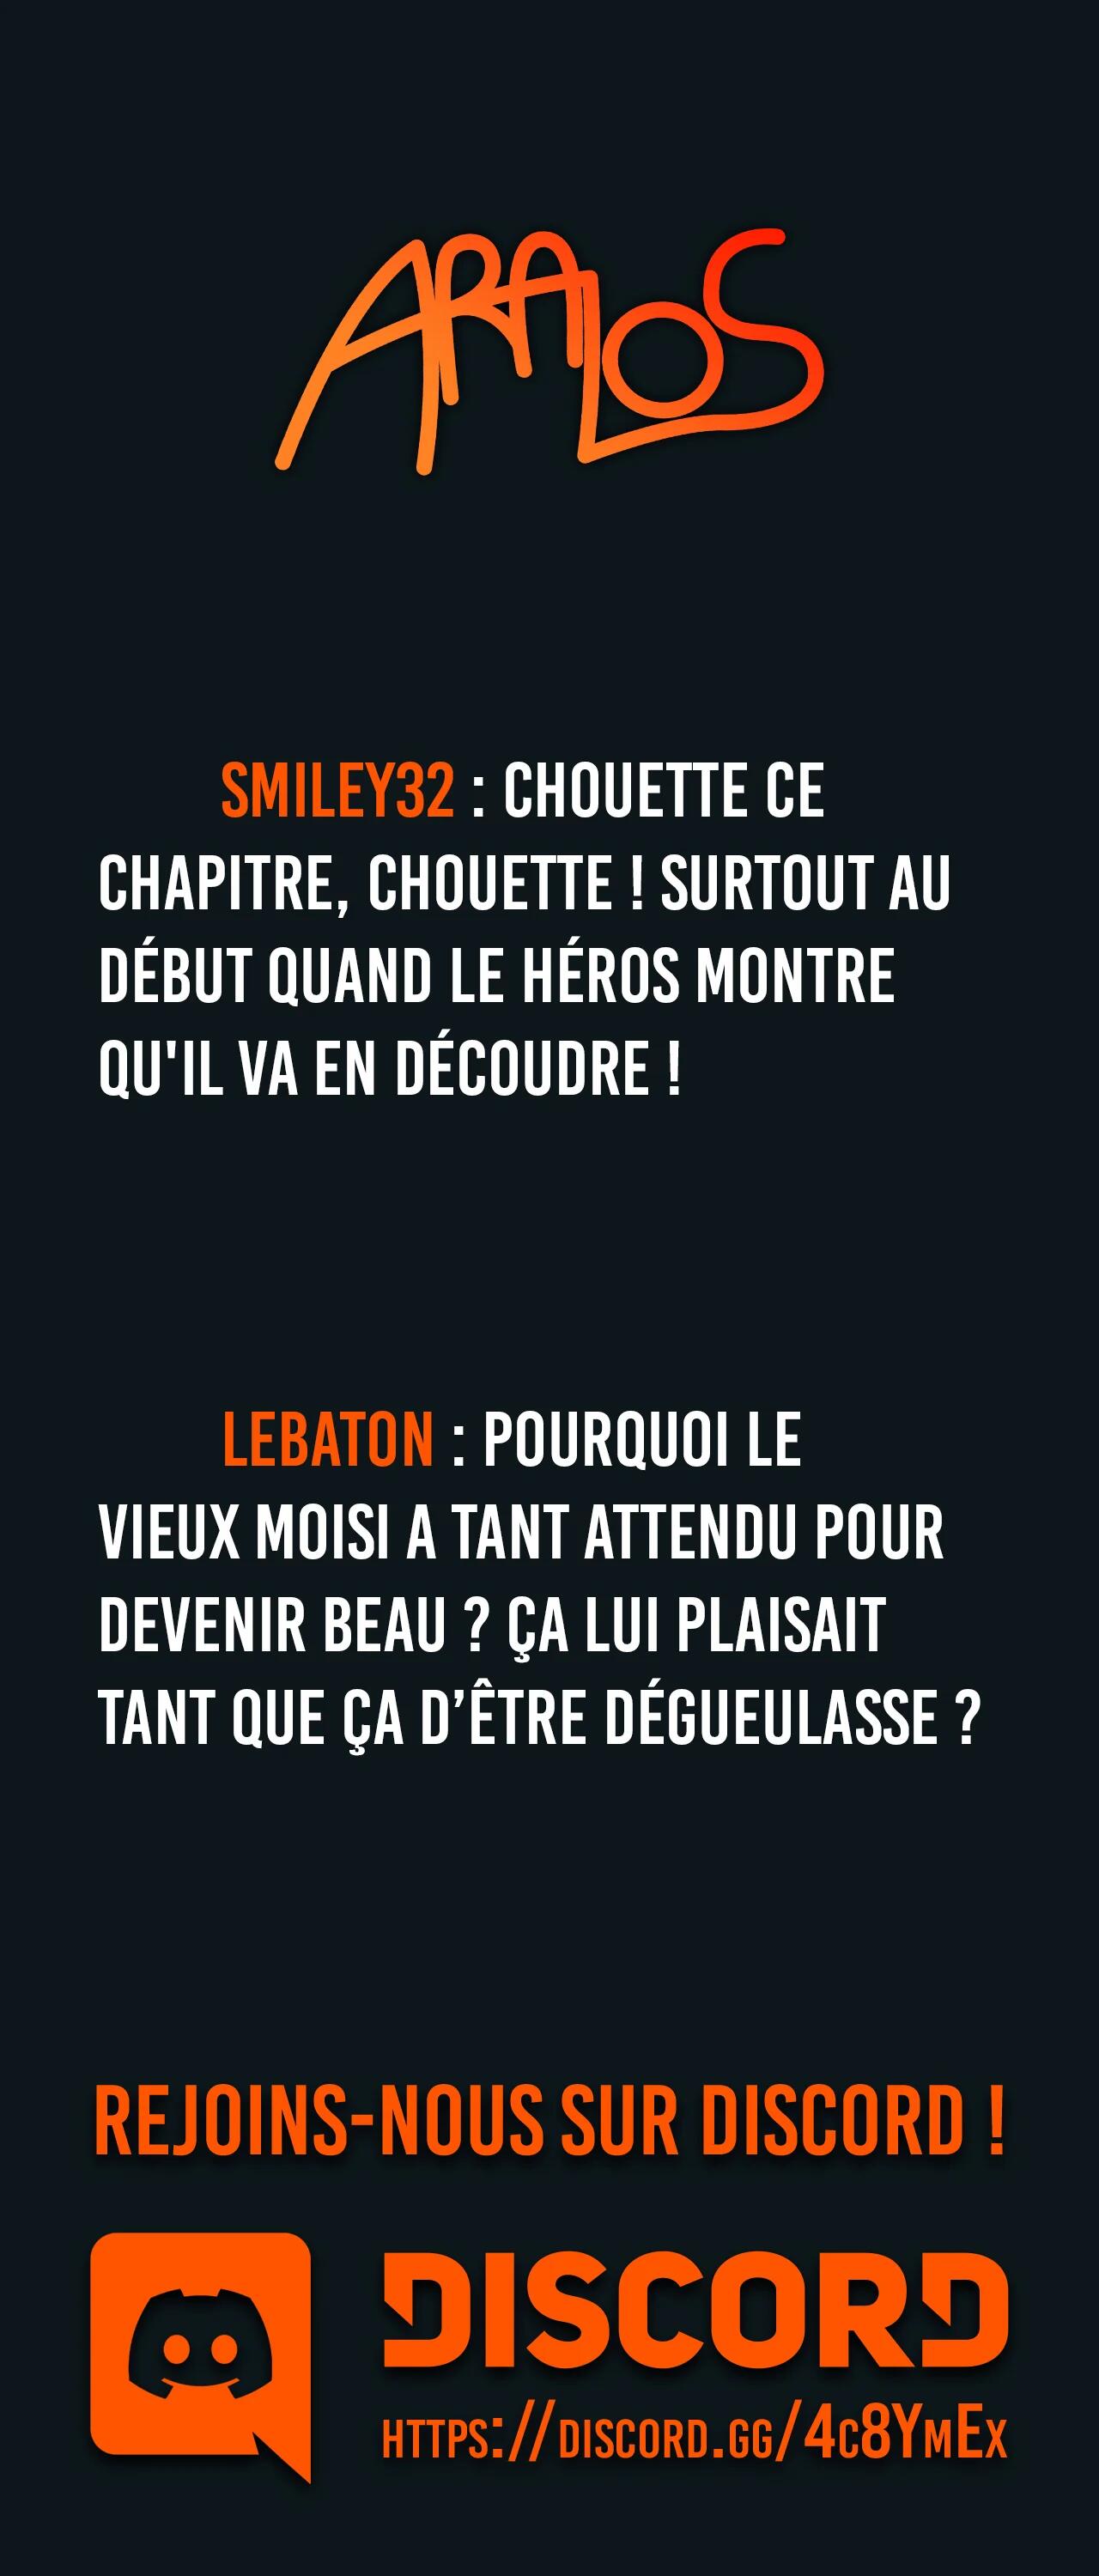 ARALOS
SMILEY32 : CHOUETTE CE
CHAPITRE, CHOUETTE ! SURTOUT AU
DÉBUT QUAND LE HÉROS MONTRE
QU'IL VA EN DÉCOUDRE !
LEBATON : POURQUOI LE
VIEUX MOISI A TANT ATTENDU POUR
DEVENIR BEAU ? ÇA LUI PLAISAIT
TANT QUE ÇA D’ÊTRE DÉGUEULASSE ?
REJOINS-NOUS SUR DISCORD !
DISCORD
https://discord.gg/4c8YmEx